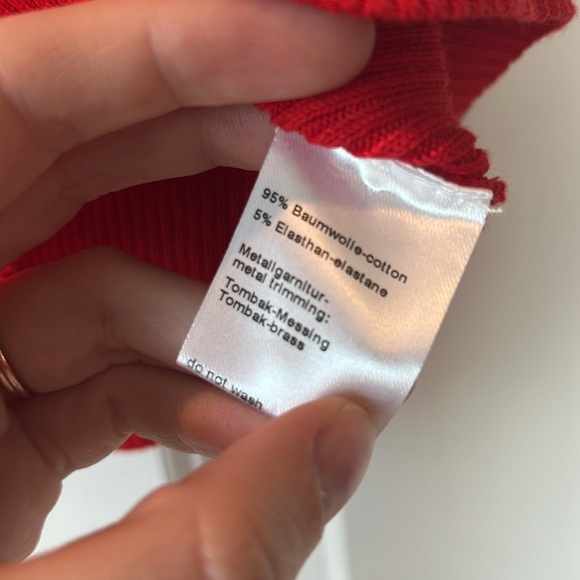 95% Baumwolle-cotton
5% Elasthan-elastane
Metallgarnitur-
metal trimming:
Tombak-Messing
Tombak-brass
do not wash